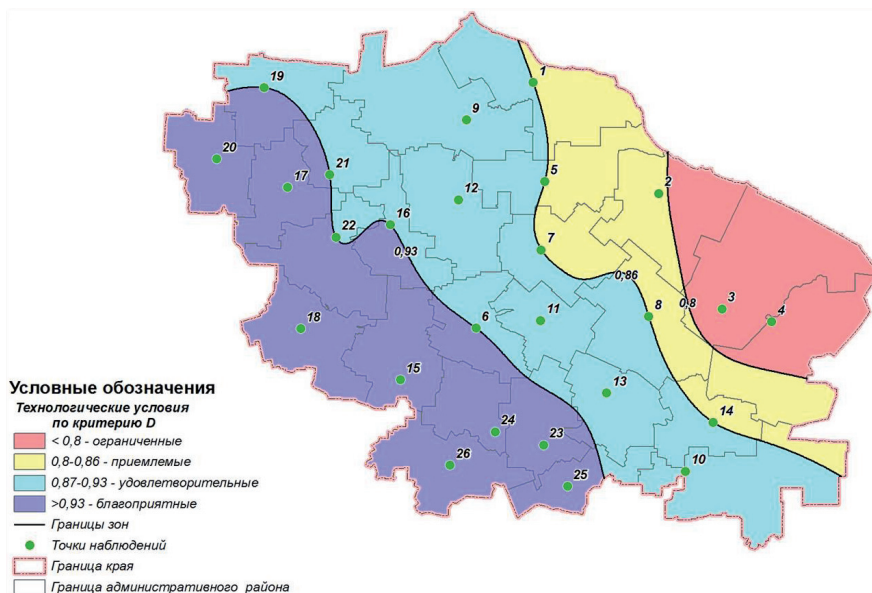 1
19
9
20
17
21
5
2
12
22
16
7
0,93
0,86
0,8
3
4
8
11
18
6
15
13
14
24
23
26
25
10
Условные обозначения
Технологические условия
по критерию D
< 0,8 - ограниченные
0,8-0,86 - приемлемые
0,87-0,93 - удовлетворительные
>0,93 - благоприятные
Границы зон
Точки наблюдений
Граница края
Граница административного района